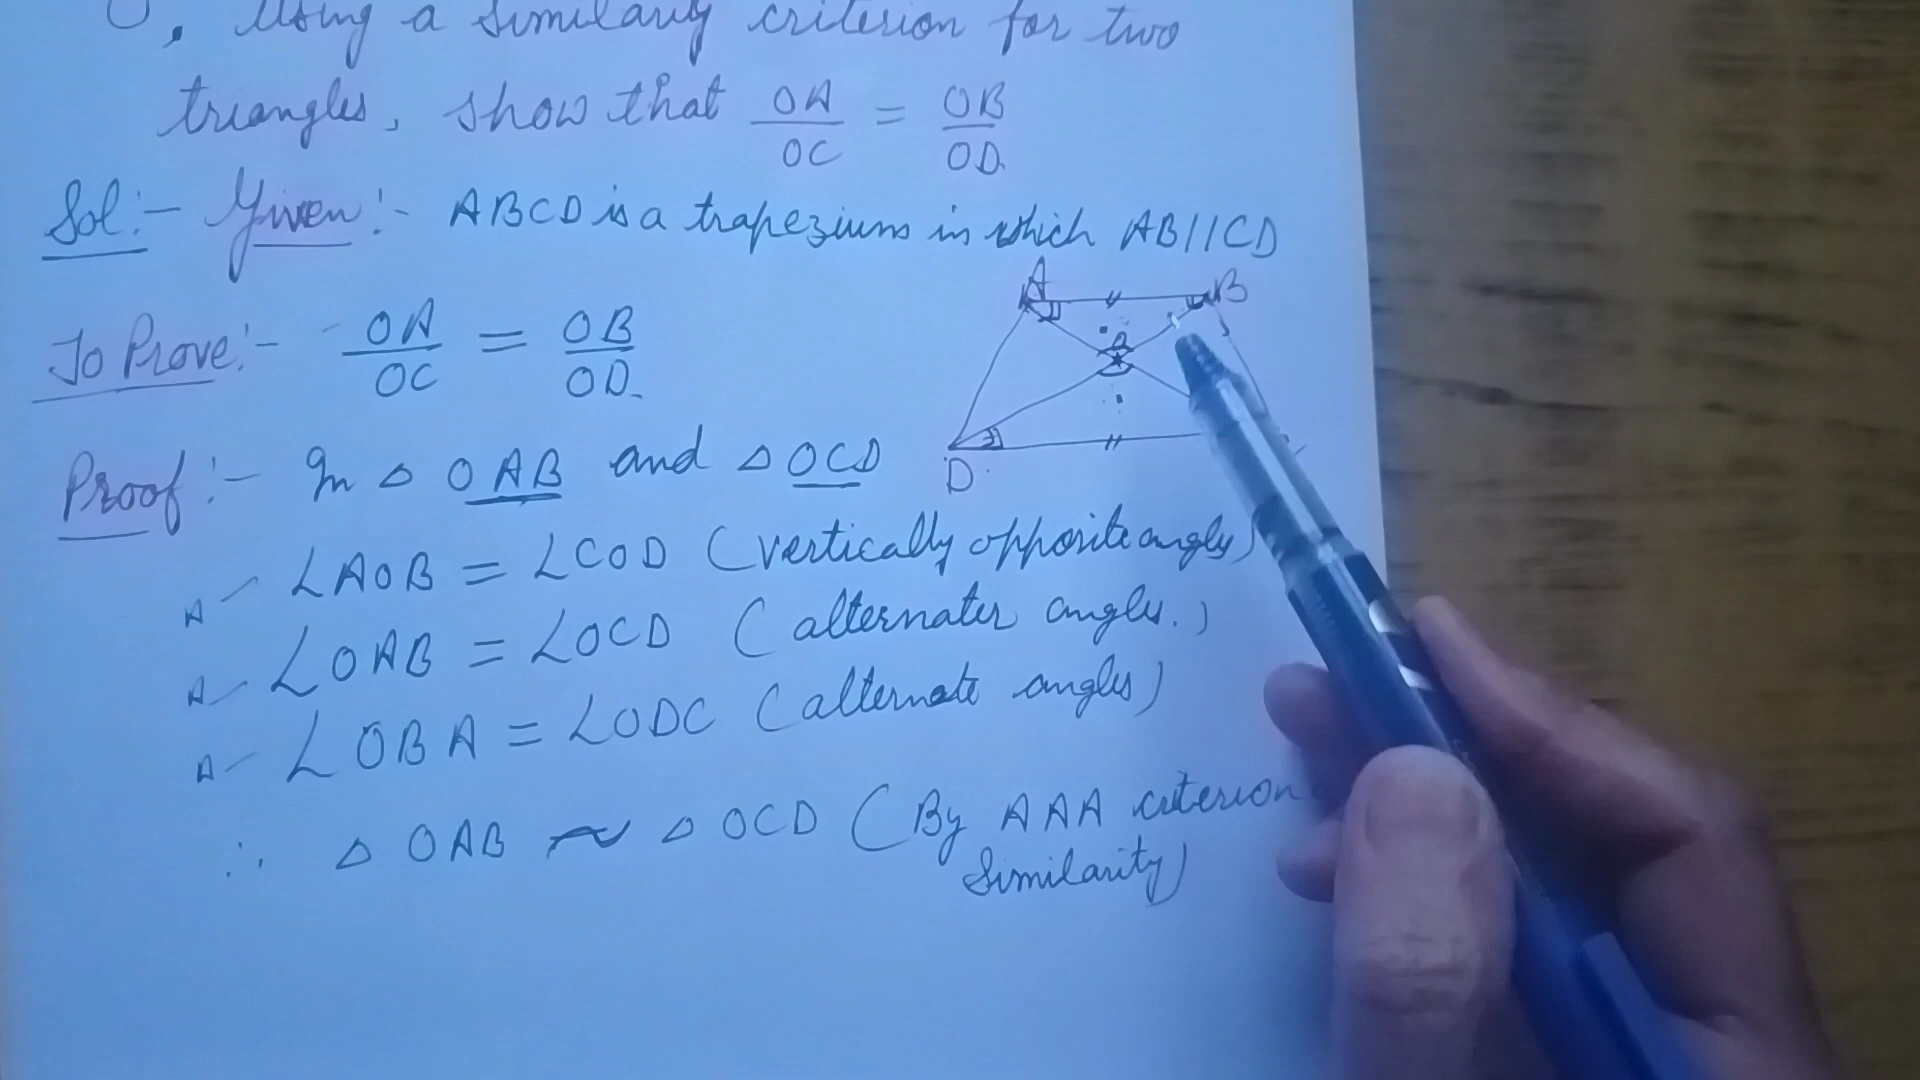 O, Using a similarity criterion for two
triangles, show that OA/OC = OB/OD.
Sol:- Given:- ABCD is a trapezium in which AB//CD
A B
To Prove:- OA/OC = OB/OD.
O
Proof:- In △ OAB and △ OCD
D
∠AOB = ∠COD (vertically opposite angles)
A
∠OAB = ∠OCD (alternater angles.)
A
∠OBA = ∠ODC (alternate angles)
A
∴ △ OAB ~ △ OCD (By AAA criterion
Similarity)